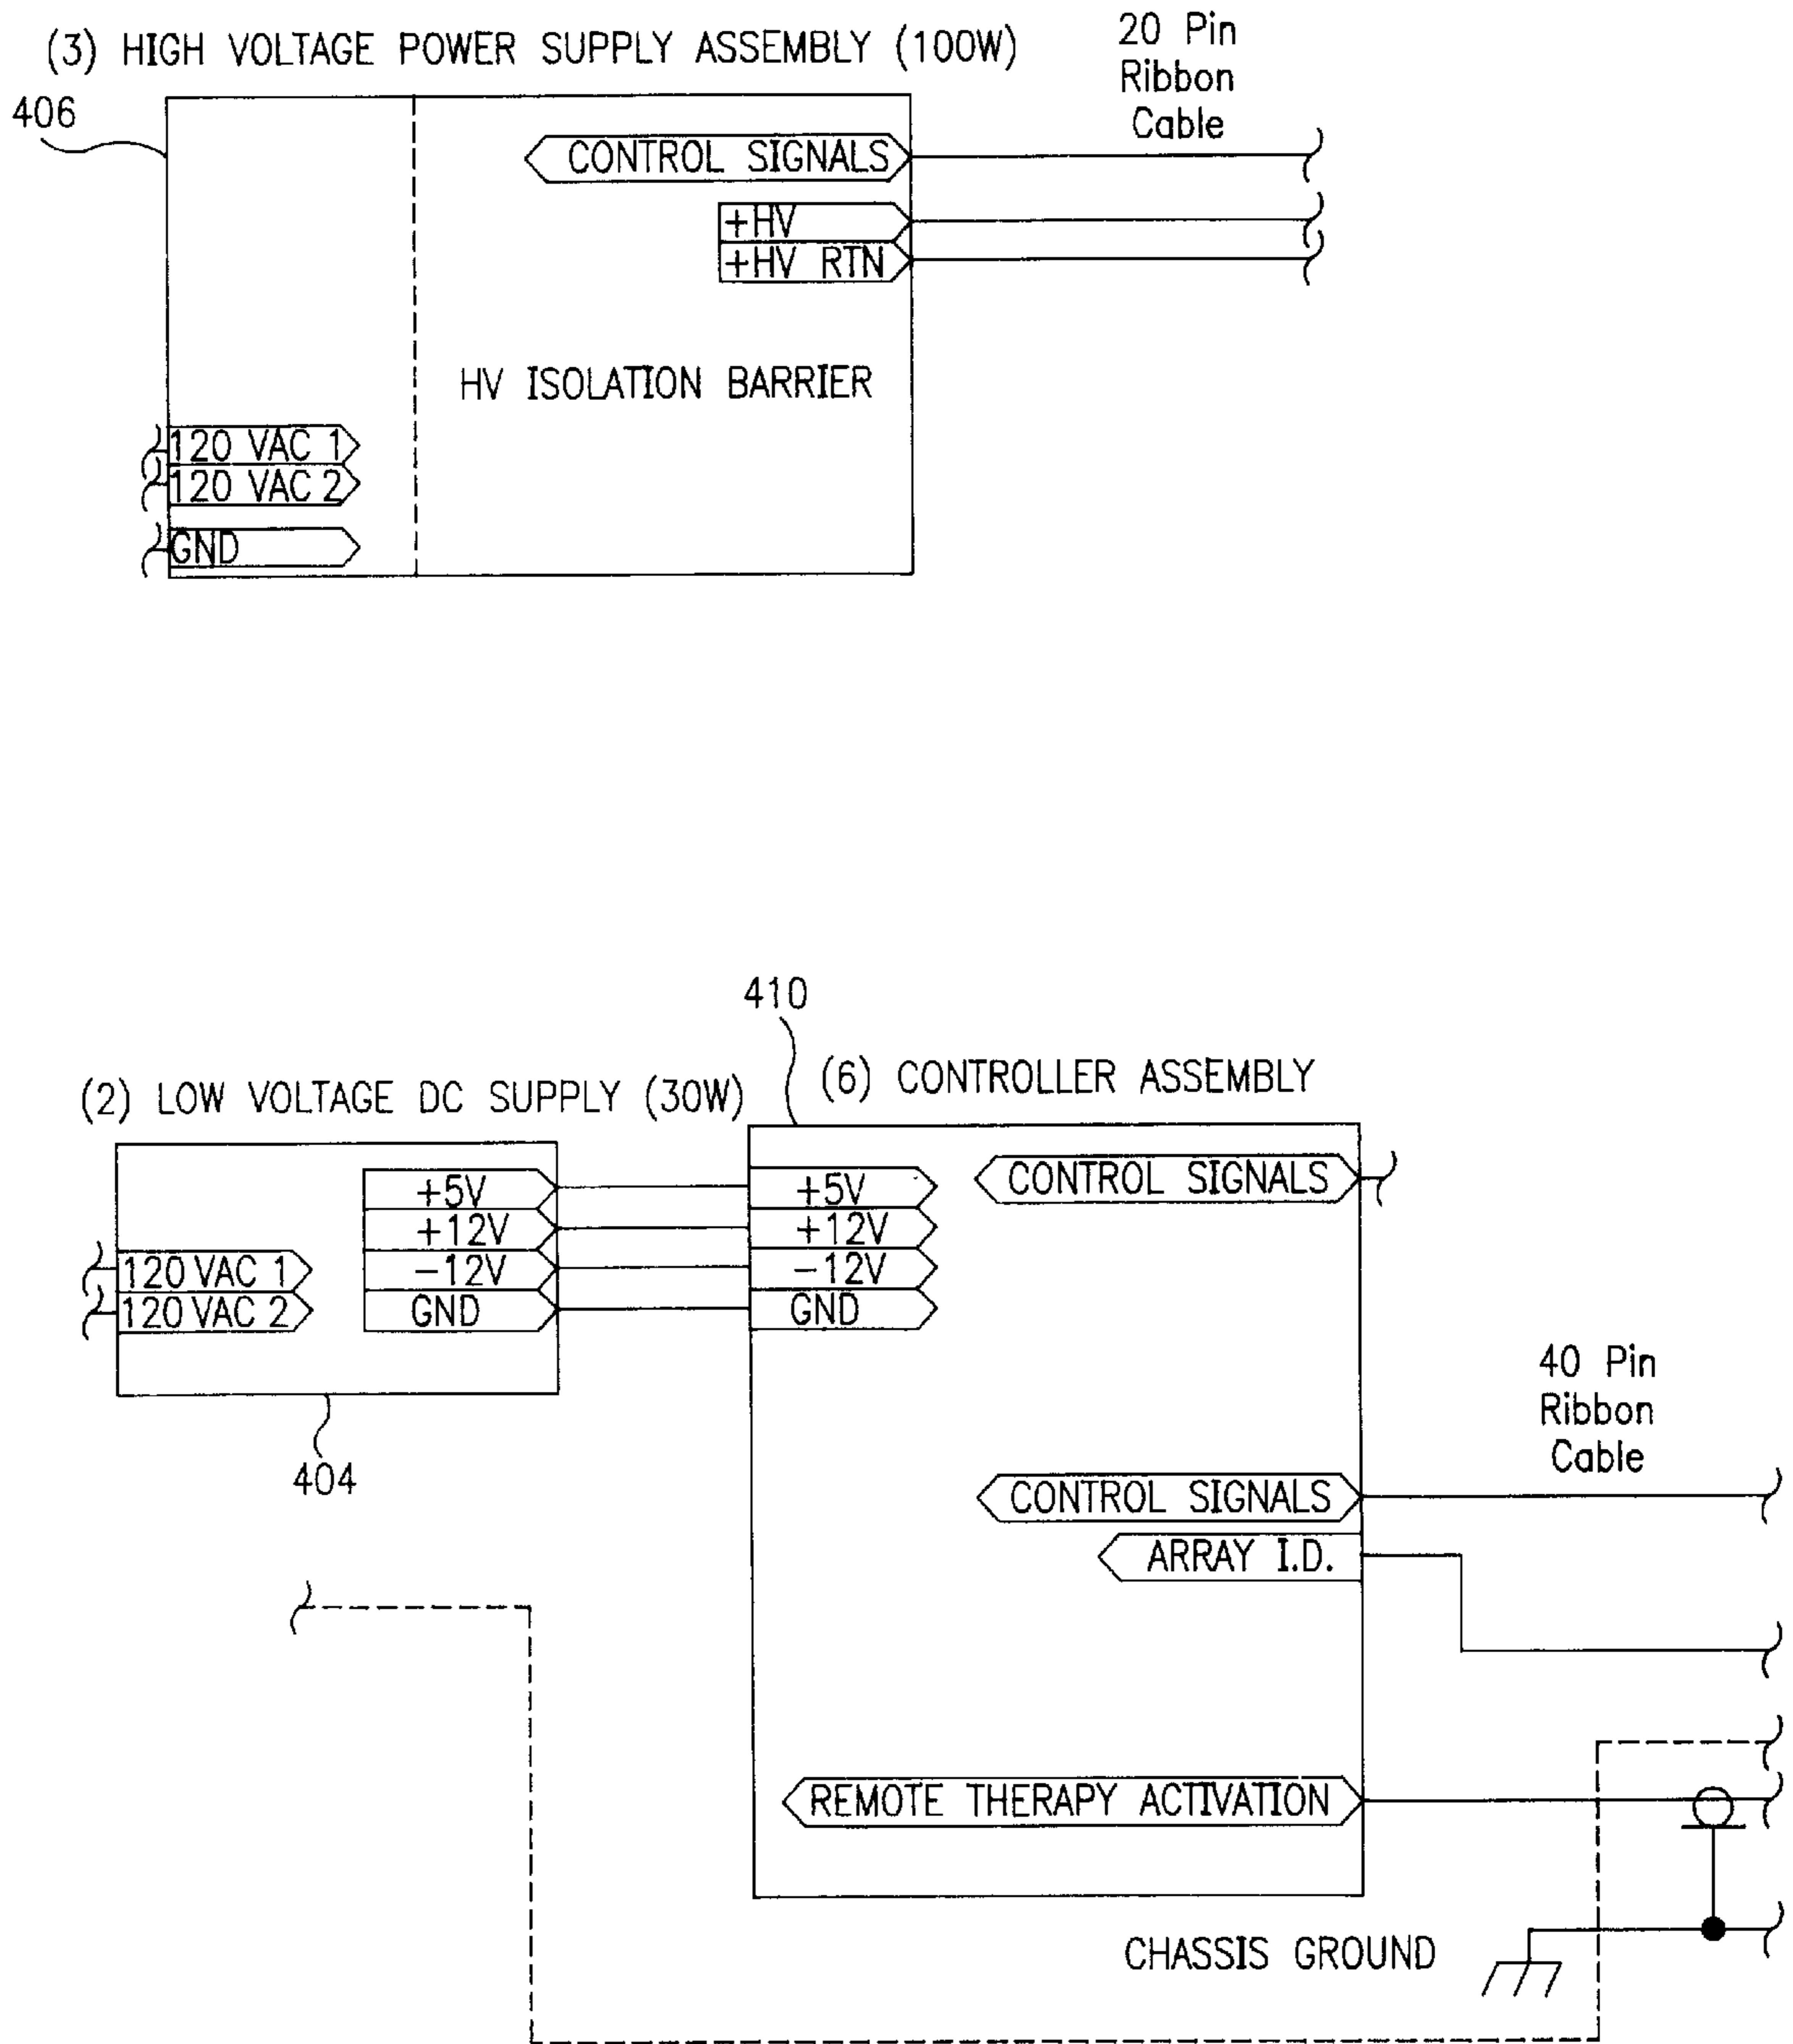 (3) HIGH VOLTAGE POWER SUPPLY ASSEMBLY (100W)
20 Pin
Ribbon
Cable
406
CONTROL SIGNALS
+HV
+HV RTN
HV ISOLATION BARRIER
120 VAC 1
120 VAC 2
GND
410
(2) LOW VOLTAGE DC SUPPLY (30W)
(6) CONTROLLER ASSEMBLY
+5V
+12V
-12V
GND
120 VAC 1
120 VAC 2
404
+5V
+12V
-12V
GND
CONTROL SIGNALS
40 Pin
Ribbon
Cable
CONTROL SIGNALS
ARRAY I.D.
REMOTE THERAPY ACTIVATION
CHASSIS GROUND